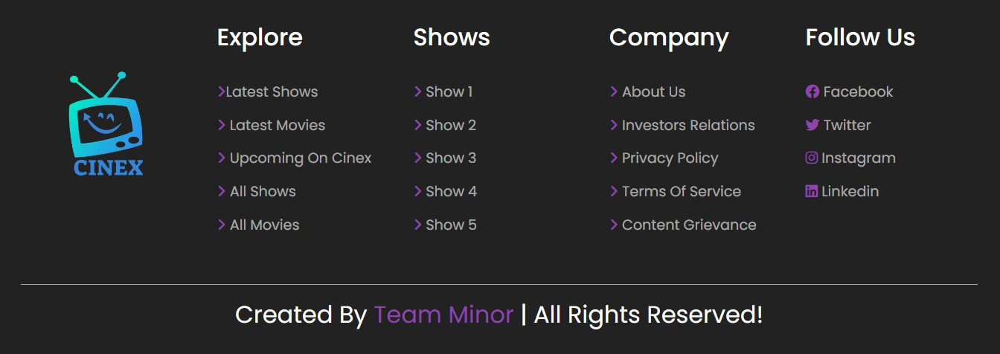 CINEX
Explore
Latest Shows
Latest Movies
Upcoming On Cinex
All Shows
All Movies
Shows
Show 1
Show 2
Show 3
Show 4
Show 5
Company
About Us
Investors Relations
Privacy Policy
Terms Of Service
Content Grievance
Follow Us
Facebook
Twitter
Instagram
Linkedin
Created By Team Minor | All Rights Reserved!